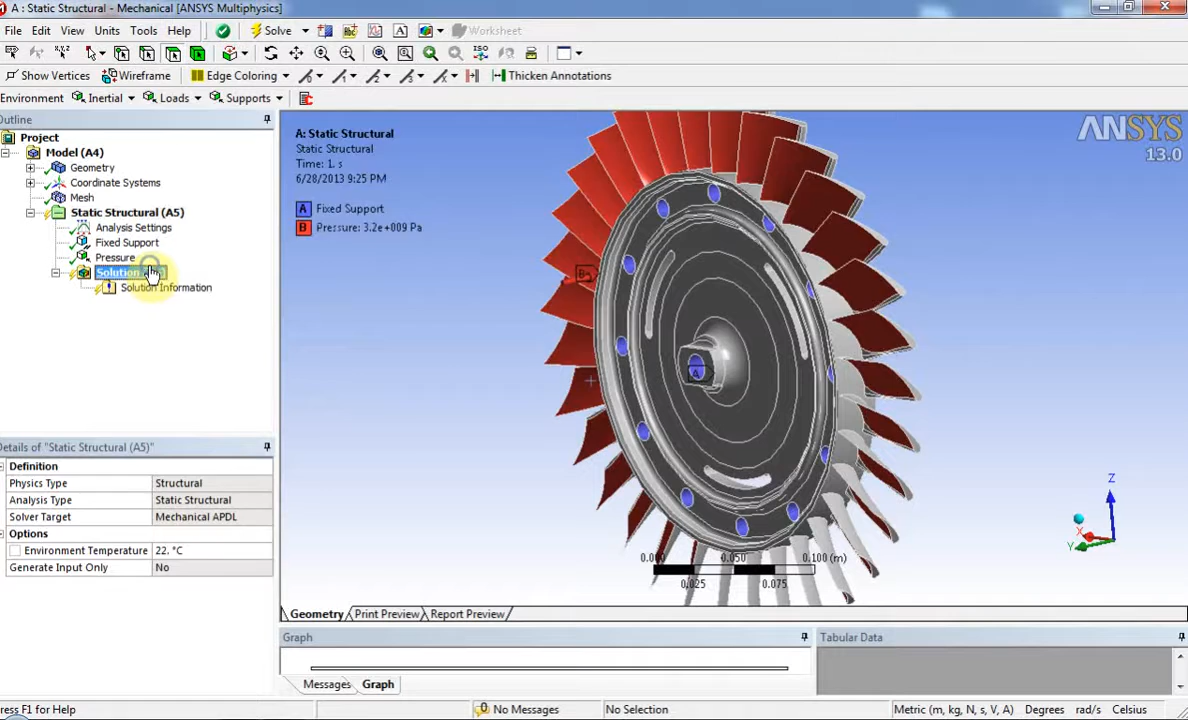 A : Static Structural - Mechanical [ANSYS Multiphysics]
File Edit View Units Tools Help Solve Worksheet
Show Vertices Wireframe Edge Coloring Thicken Annotations
Environment Inertial Loads Supports
Outline
Project
Model (A4)
Geometry
Coordinate Systems
Mesh
Static Structural (A5)
Analysis Settings
Fixed Support
Pressure
Solution
Solution Information
A: Static Structural
Static Structural
Time: 1. s
6/28/2013 9:25 PM
A Fixed Support
B Pressure: 3.2e+009 Pa
ANSYS
13.0
B
A
Z
X
Y
0.000 0.050 0.100 (m)
0.025 0.075
Details of "Static Structural (A5)"
Definition
Physics Type Structural
Analysis Type Static Structural
Solver Target Mechanical APDL
Options
Environment Temperature 22. °C
Generate Input Only No
Geometry Print Preview Report Preview
Graph
Tabular Data
Messages Graph
ress F1 for Help No Messages No Selection Metric (m, kg, N, s, V, A) Degrees rad/s Celsius